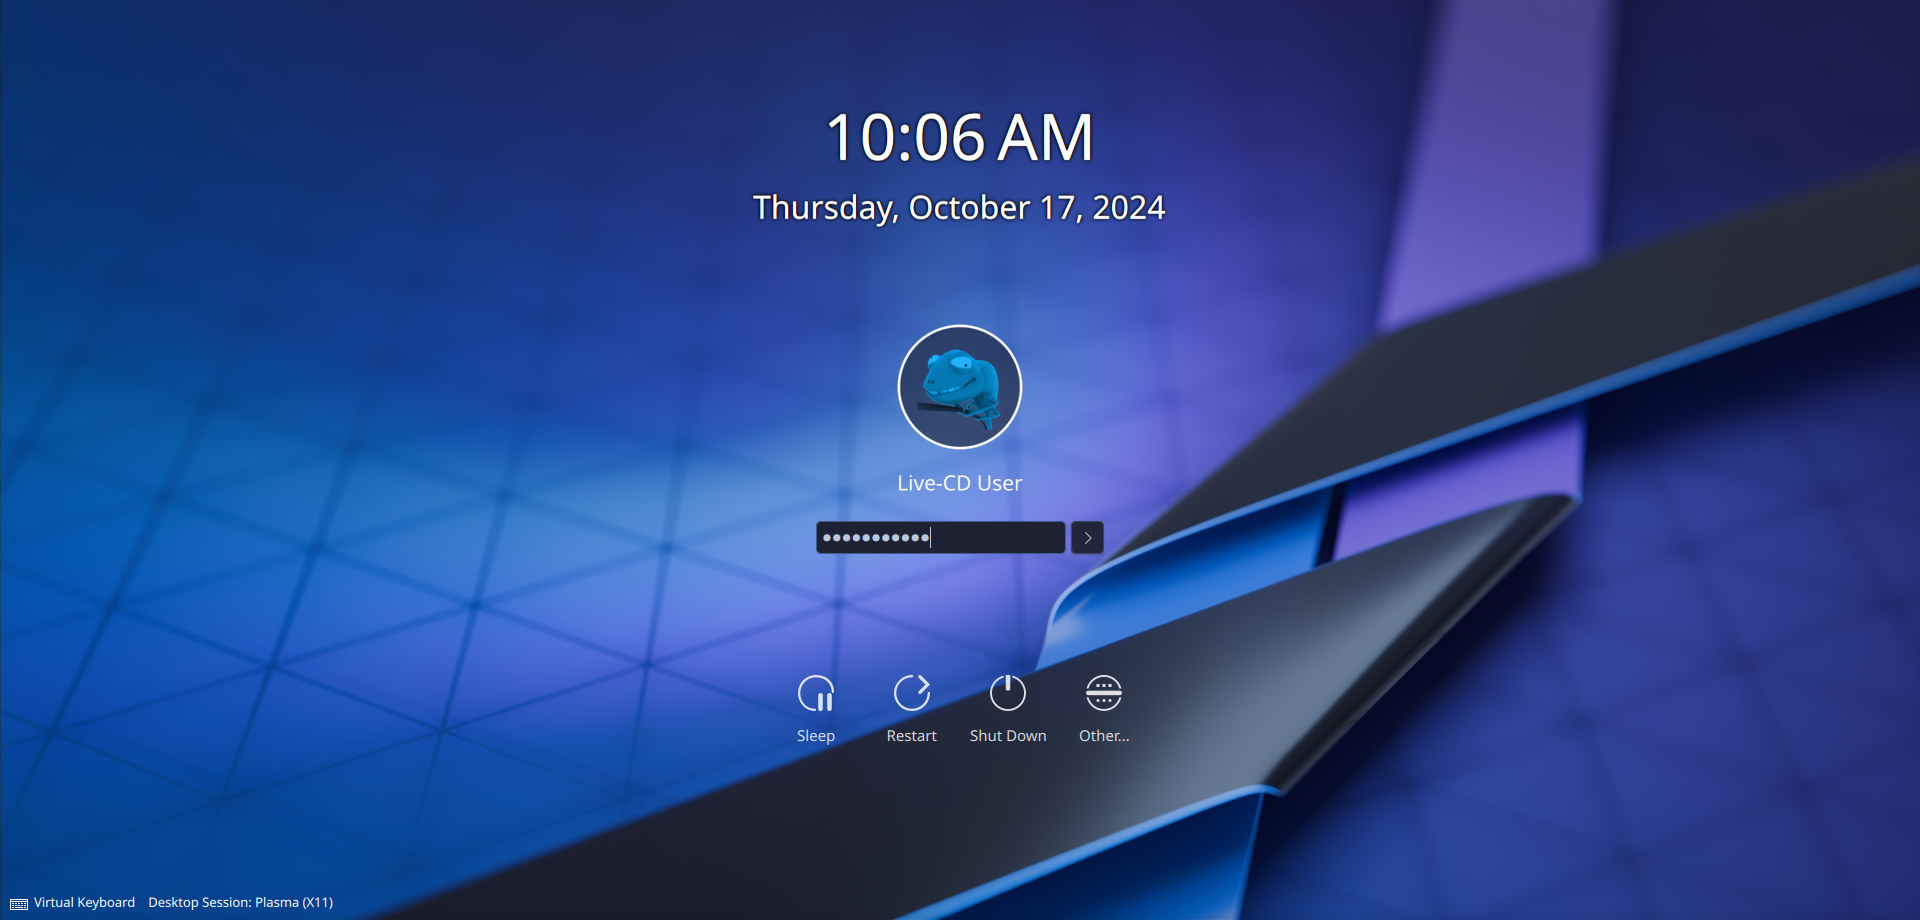 10:06 AM
Thursday, October 17, 2024
Live-CD User
Sleep
Restart
Shut Down
Other...
Virtual Keyboard
Desktop Session: Plasma (X11)